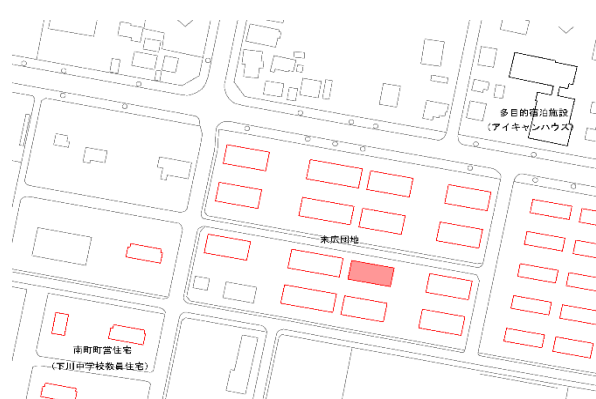 多目的宿泊施設
（アイキャンハウス）
末広団地
南町町営住宅
（下川中学校教員住宅）